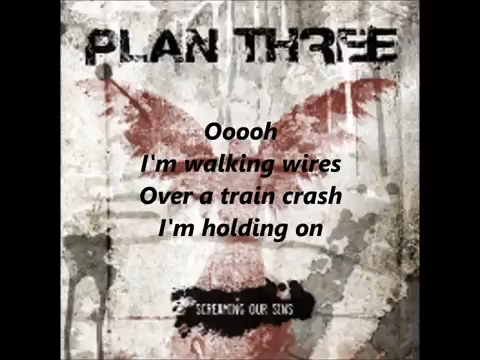 PLAN THREE
Ooooh
I'm walking wires
Over a train crash
I'm holding on
SCREAMING OUR SINS